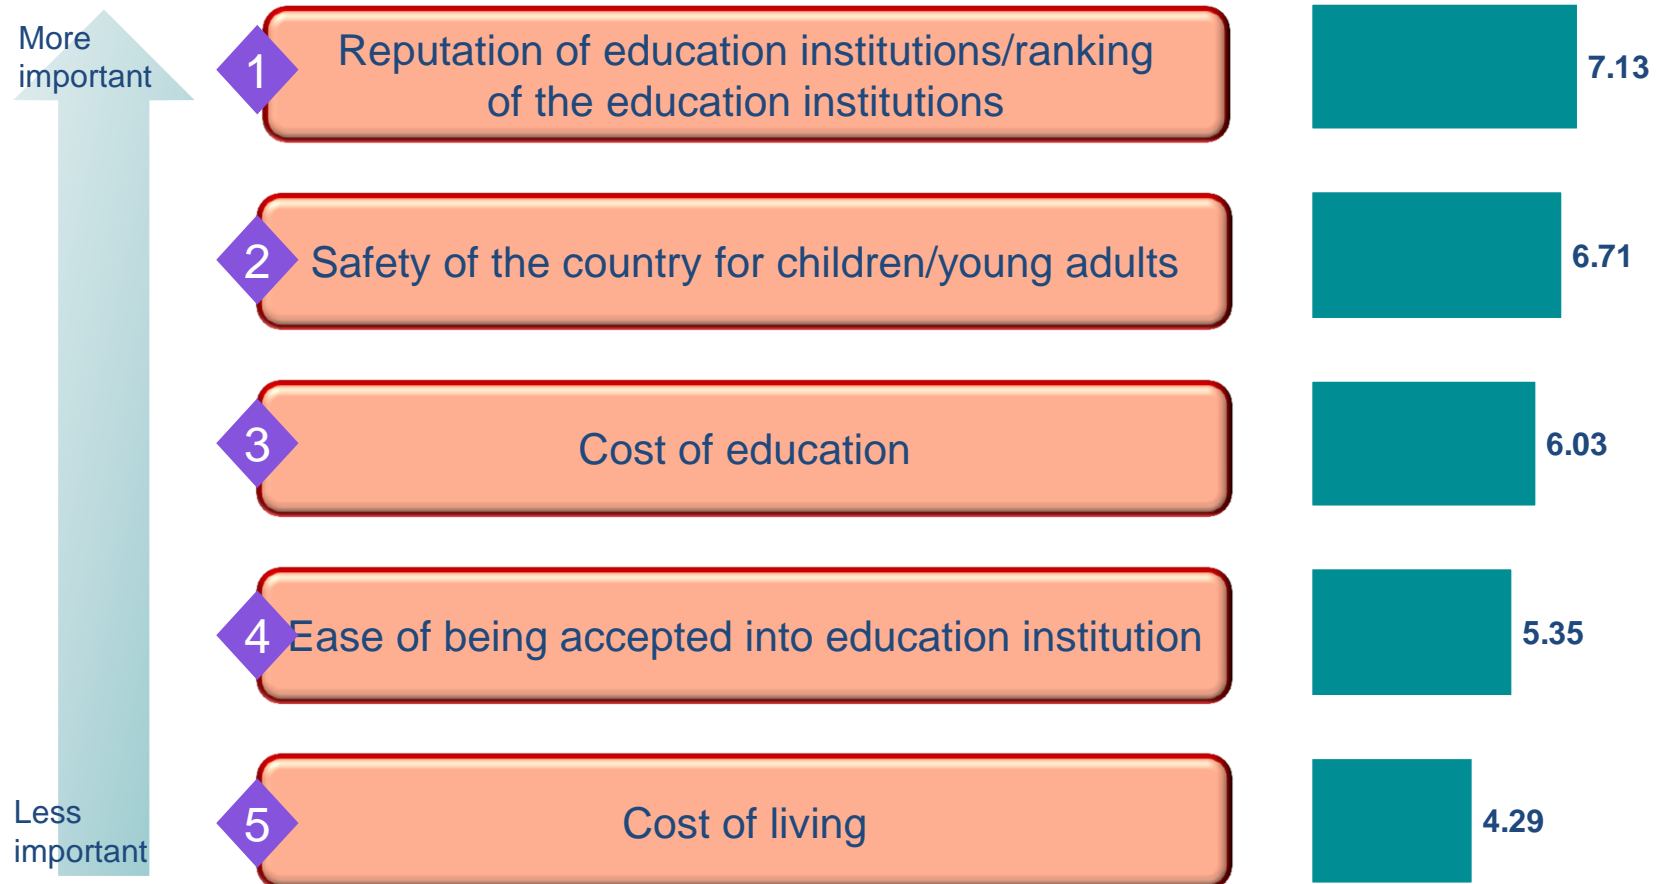 More
important
1
Reputation of education institutions/ranking
of the education institutions
7.13
2
Safety of the country for children/young adults
6.71
3
Cost of education
6.03
4
Ease of being accepted into education institution
5.35
Less
important
5
Cost of living
4.29